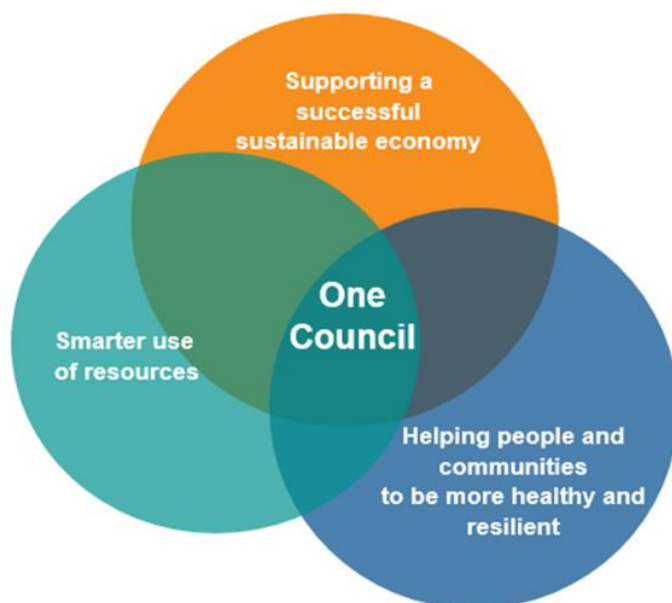 Supporting a
successful
sustainable economy
One
Council
Smarter use
of resources
Helping people and
communities
to be more healthy and
resilient